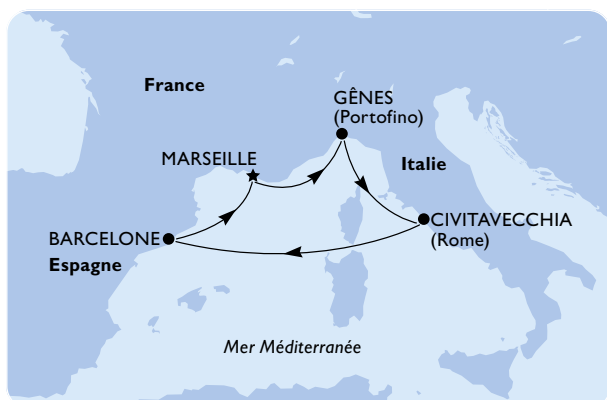 France
GÊNES
(Portofino)
MARSEILLE
Italie
CIVITAVECCHIA
(Rome)
BARCELONE
Espagne
Mer Méditerranée